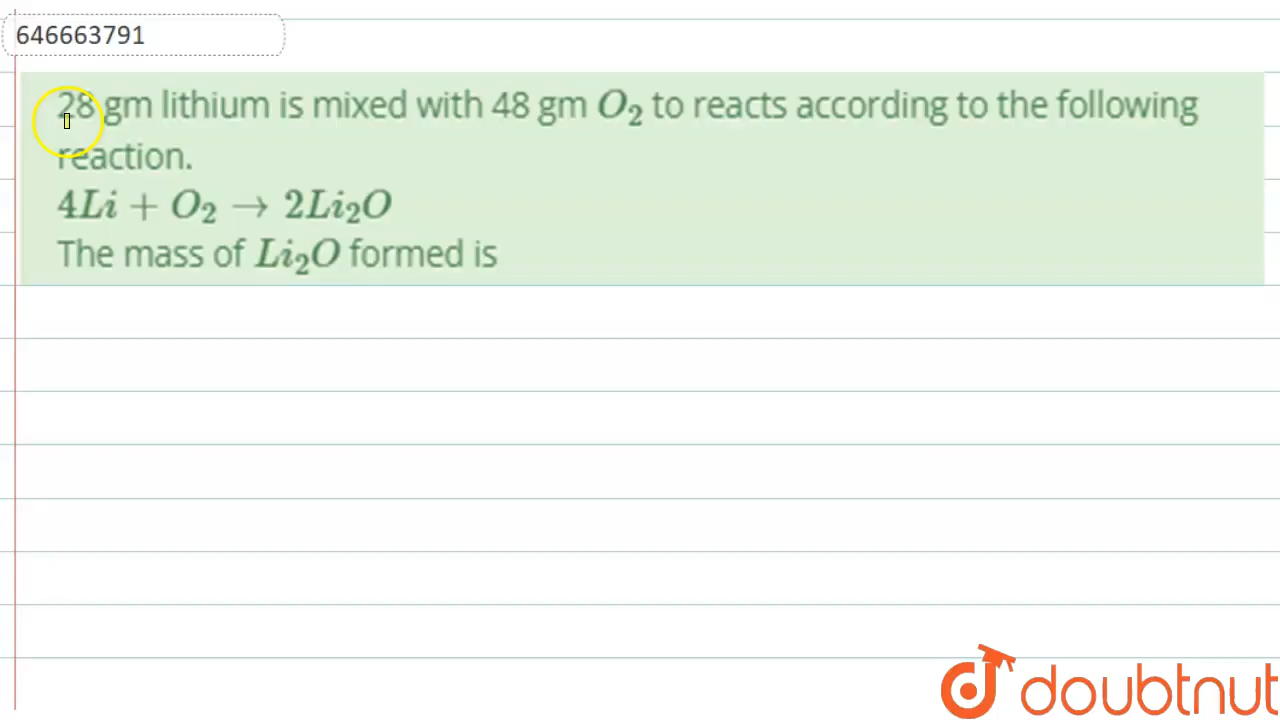 646663791
28 gm lithium is mixed with 48 gm O₂ to reacts according to the following
reaction.
4Li + O₂ → 2Li₂O
The mass of Li₂O formed is
doubtnut